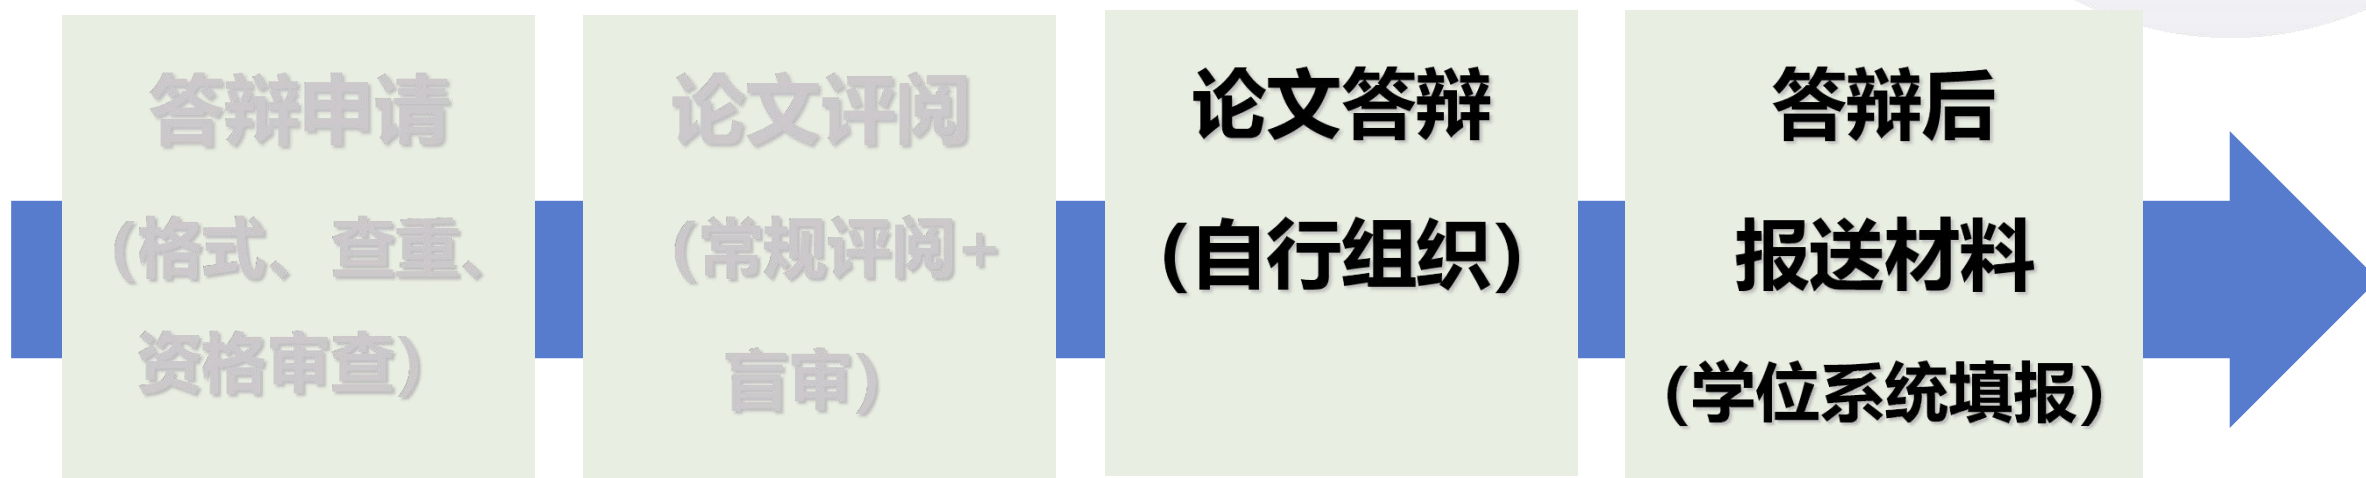 答辩申请
(格式、查重、
资格审查)
论文评阅
(常规评阅+
盲审)
论文答辩
(自行组织)
答辩后
报送材料
(学位系统填报)